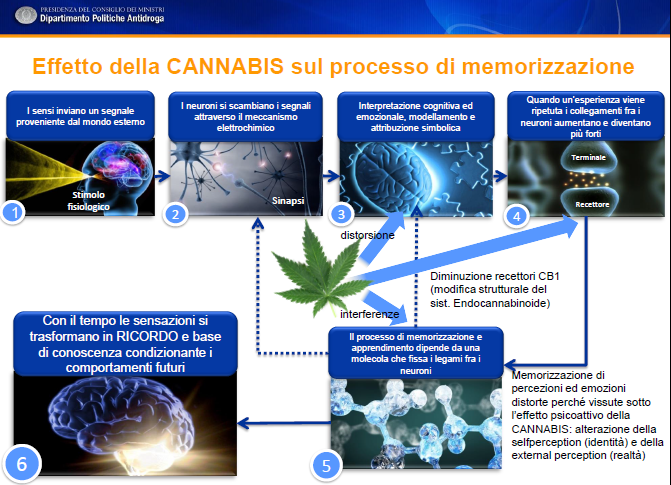 PRESIDENZA DEL CONSIGLIO DEI MINISTRI
Dipartimento Politiche Antidroga
Effetto della CANNABIS sul processo di memorizzazione
I sensi inviano un segnale
proveniente dal mondo esterno
Stimolo
fisiologico
1
I neuroni si scambiano i segnali
attraverso il meccanismo
elettrochimico
Sinapsi
2
Interpretazione cognitiva ed
emozionale, modellamento e
attribuzione simbolica
3
Quando un'esperienza viene
ripetuta i collegamenti fra i
neuroni aumentano e diventano
più forti
Terminale
Recettore
4
distorsione
interferenze
Diminuzione recettori CB1
(modifica strutturale del
sist. Endocannabinoide)
Il processo di memorizzazione e
apprendimento dipende da una
molecola che fissa i legami fra i
neuroni
5
Memorizzazione di
percezioni ed emozioni
distorte perché vissute sotto
l'effetto psicoattivo della
CANNABIS: alterazione della
selfperception (identità) e della
external perception (realtà)
Con il tempo le sensazioni si
trasformano in RICORDO e base
di conoscenza condizionante i
comportamenti futuri
6